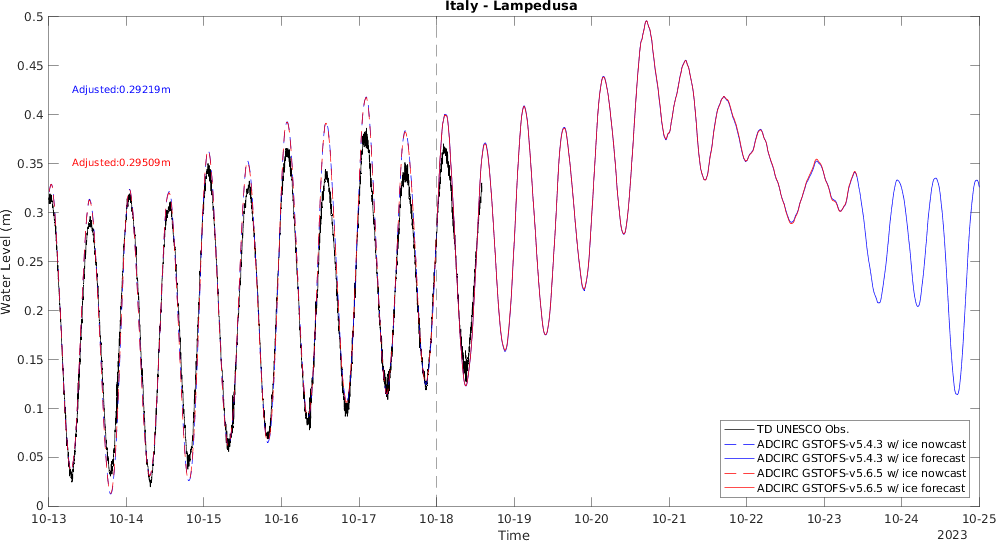 Italy - Lampedusa
0.5
0.45
0.4
0.35
0.3
0.25
0.2
0.15
0.1
0.05
0
Water Level (m)
Adjusted:0.29219m
Adjusted:0.29509m
TD UNESCO Obs.
ADCIRC GSTOFS-v5.4.3 w/ ice nowcast
ADCIRC GSTOFS-v5.4.3 w/ ice forecast
ADCIRC GSTOFS-v5.6.5 w/ ice nowcast
ADCIRC GSTOFS-v5.6.5 w/ ice forecast
10-13 10-14 10-15 10-16 10-17 10-18 10-19 10-20 10-21 10-22 10-23 10-24 10-25
Time
2023